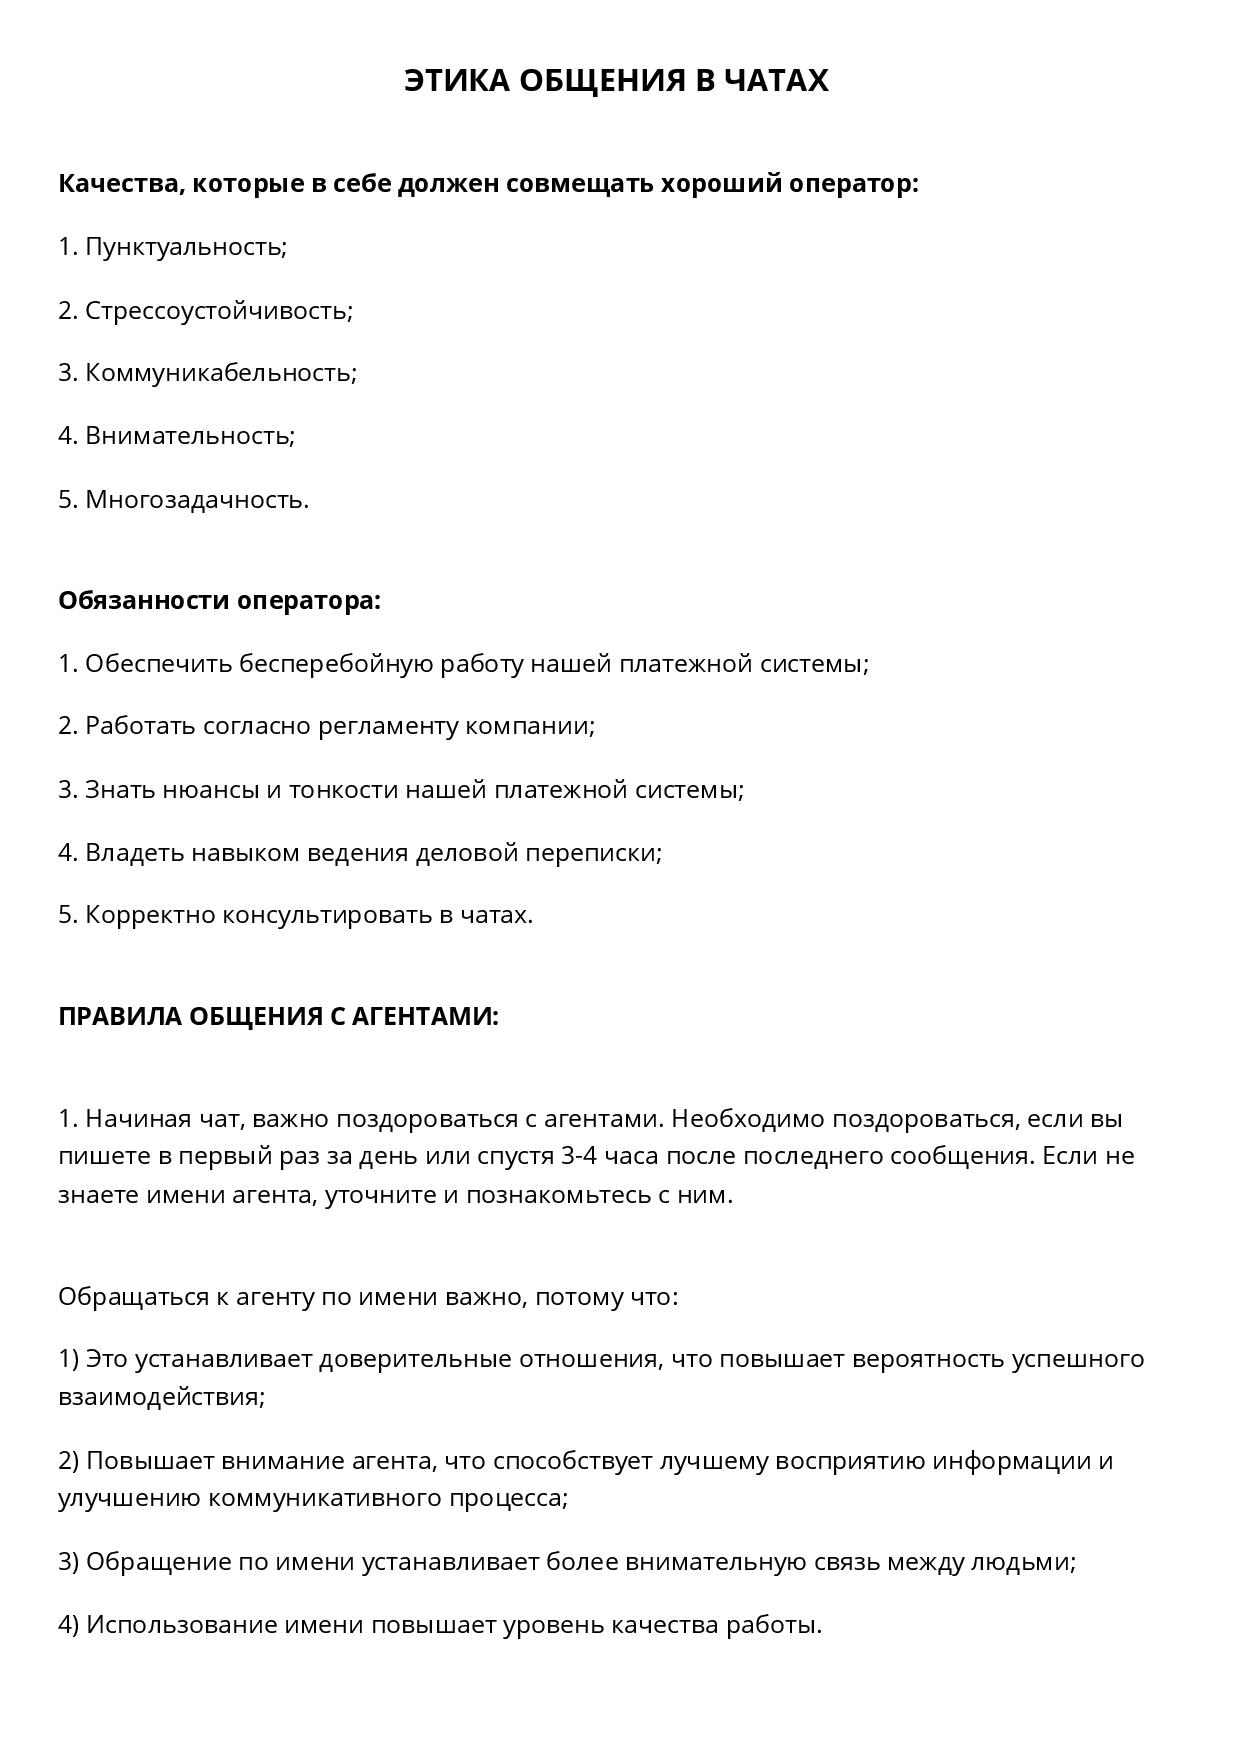 ЭТИКА ОБЩЕНИЯ В ЧАТАХ
Качества, которые в себе должен совмещать хороший оператор:
1. Пунктуальность;
2. Стрессоустойчивость;
3. Коммуникабельность;
4. Внимательность;
5. Многозадачность.
Обязанности оператора:
1. Обеспечить бесперебойную работу нашей платежной системы;
2. Работать согласно регламенту компании;
3. Знать нюансы и тонкости нашей платежной системы;
4. Владеть навыком ведения деловой переписки;
5. Корректно консультировать в чатах.
ПРАВИЛА ОБЩЕНИЯ С АГЕНТАМИ:
1. Начиная чат, важно поздороваться с агентами. Необходимо поздороваться, если вы
пишете в первый раз за день или спустя 3-4 часа после последнего сообщения. Если не
знаете имени агента, уточните и познакомьтесь с ним.
Обращаться к агенту по имени важно, потому что:
1) Это устанавливает доверительные отношения, что повышает вероятность успешного
взаимодействия;
2) Повышает внимание агента, что способствует лучшему восприятию информации и
улучшению коммуникативного процесса;
3) Обращение по имени устанавливает более внимательную связь между людьми;
4) Использование имени повышает уровень качества работы.